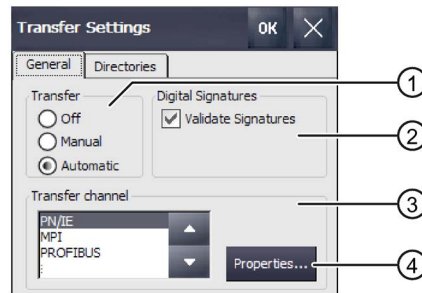 Transfer Settings OK
General Directories
Transfer Digital Signatures
Off Validate Signatures
Manual
Automatic
Transfer channel
PN/IE
MPI
PROFIBUS
Properties...
1
2
3
4